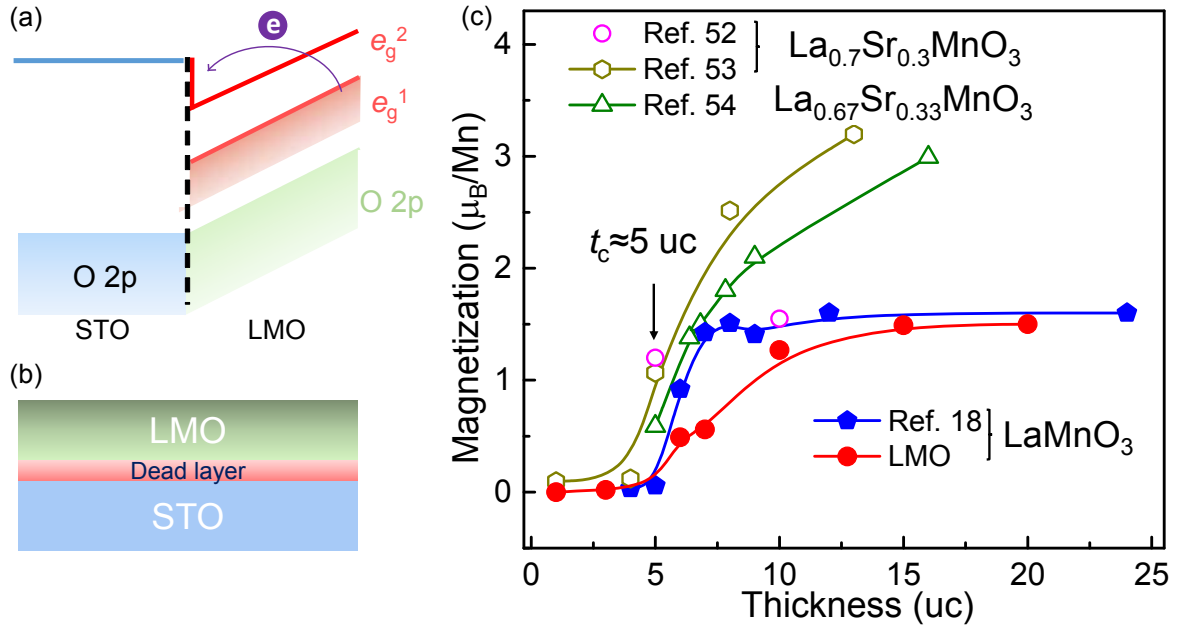 (a)
e
e_g^2
e_g^1
O 2p
O 2p
STO
LMO
(b)
LMO
Dead layer
STO
(c)
Ref. 52
Ref. 53
La0.7Sr0.3MnO3
Ref. 54
La0.67Sr0.33MnO3
tc≈5 uc
Ref. 18
LMO
LaMnO3
Magnetization (μB/Mn)
4
3
2
1
0
0 5 10 15 20 25
Thickness (uc)